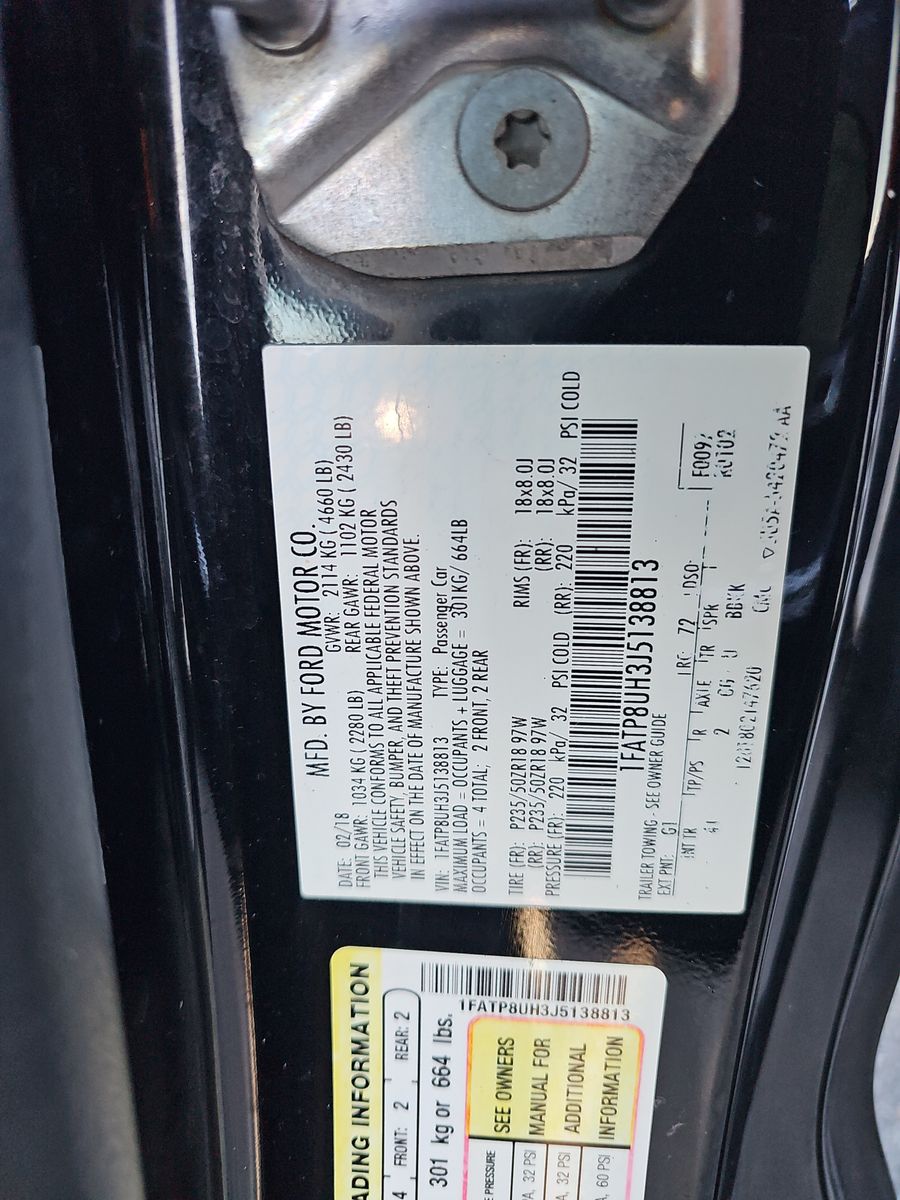 MFD. BY FORD MOTOR CO.
DATE: 02/18 GVWR: 2114 KG ( 4660 LB)
FRONT GAWR: 1034 KG ( 2280 LB) REAR GAWR: 1102 KG ( 2430 LB)
THIS VEHICLE CONFORMS TO ALL APPLICABLE FEDERAL MOTOR
VEHICLE SAFETY, BUMPER, AND THEFT PREVENTION STANDARDS
IN EFFECT ON THE DATE OF MANUFACTURE SHOWN ABOVE.
VIN: 1FATP8UH3J5138813 TYPE: Passenger Car
MAXIMUM LOAD = OCCUPANTS + LUGGAGE = 301KG/ 664LB
OCCUPANTS = 4 TOTAL; 2 FRONT, 2 REAR
TIRE (FR): P235/50ZR18 97W RIMS (FR): 18x8.0J
(RR): P235/50ZR18 97W (RR): 18x8.0J
PRESSURE (FR): 220 kPa/ 32 PSI COLD (RR): 220 kPa/ 32 PSI COLD
1FATP8UH3J5138813
TRAILER TOWING - SEE OWNER GUIDE
EXT PNT: G1 RC: 72 DSO: F0092
K0102
INT TR TP/PS R AXLE TR SPR
2 CG U
ADING INFORMATION
4 FRONT: 2 REAR: 2
301 kg or 664 lbs.
1FATP8UH3J5138813
E PRESSURE
A, 32 PSI
A, 32 PSI
A, 60 PSI
SEE OWNERS
MANUAL FOR
ADDITIONAL
INFORMATION